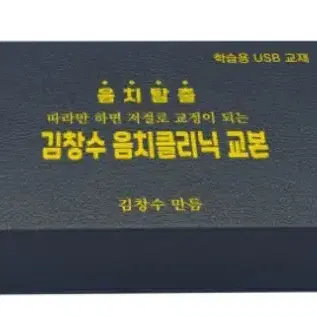 학습용 USB 교재
음치탈출
따라만 하면 저절로 교정이 되는
김창수 음치클리닉 교본
김창수 만듬